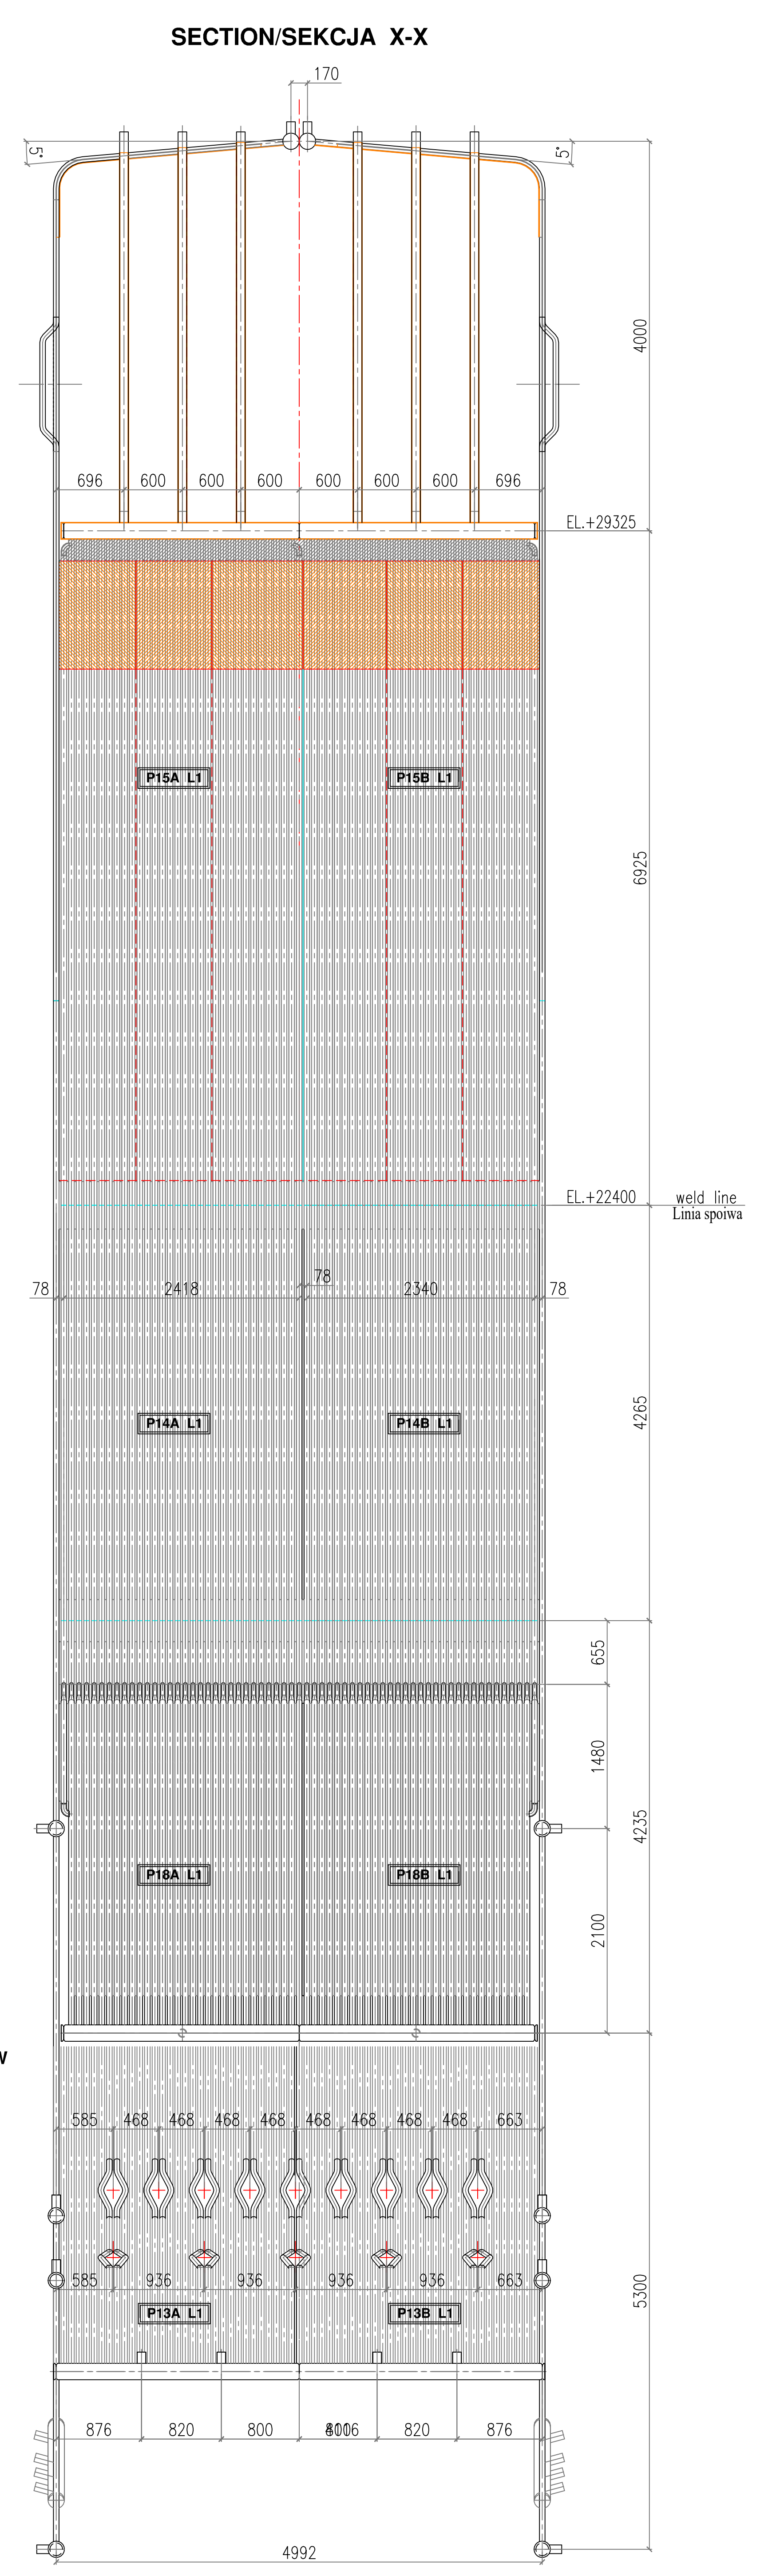 SECTION/SEKCJA X-X
170
5°
5°
4000
696 600 600 600 600 600 600 696
EL.+29325
P15A L1
P15B L1
6925
EL.+22400
weld line
Linia spoiwa
78 2418 78 2340 78
P14A L1
P14B L1
4265
655
1480
4235
P18A L1
P18B L1
2100
W
585 468 468 468 468 468 468 468 468 663
585 936 936 936 936 663
5300
P13A L1
P13B L1
876 820 800 820 876
4992